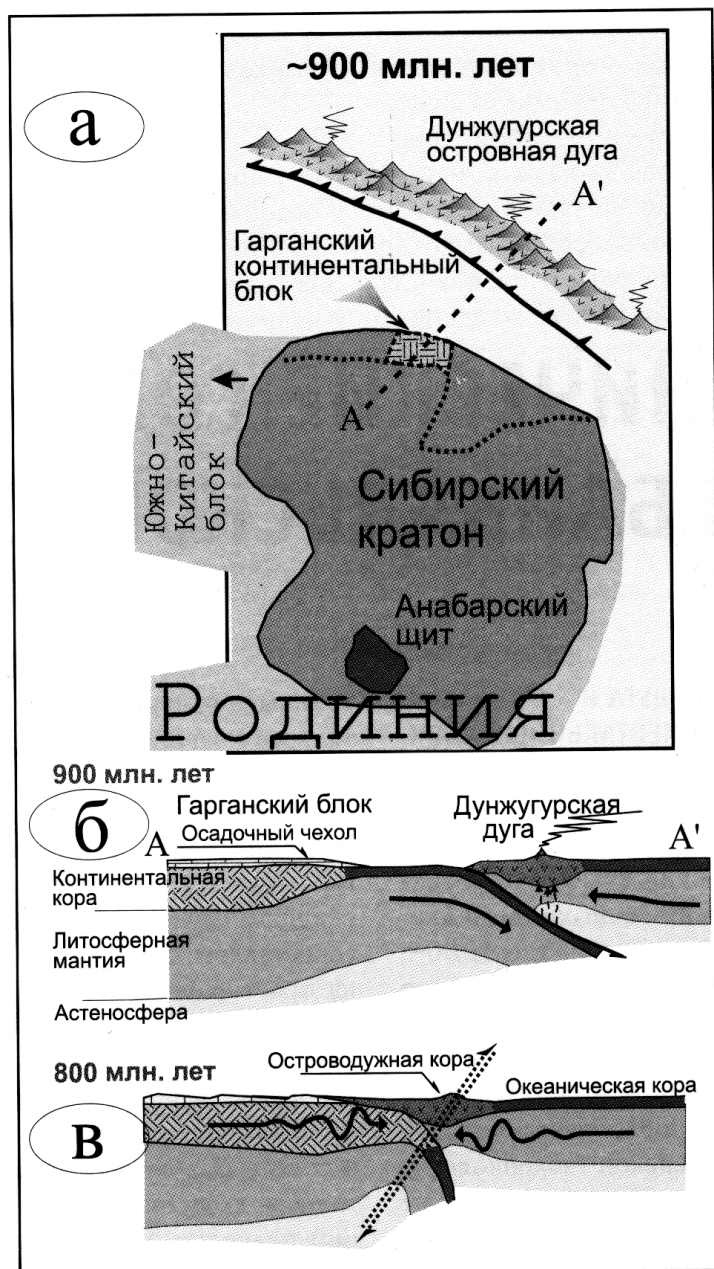 а
~900 млн. лет
Дунжугурская
островная дуга
А'
Гарганский
континентальный
блок
А
Южно-
Китайский
блок
Сибирский
кратон
Анабарский
щит
Родиния
900 млн. лет
б
А
Гарганский блок
Осадочный чехол
Дунжугурская
дуга
А'
Континентальная
кора
Литосферная
мантия
Астеносфера
800 млн. лет
в
Островодужная кора
Океаническая кора